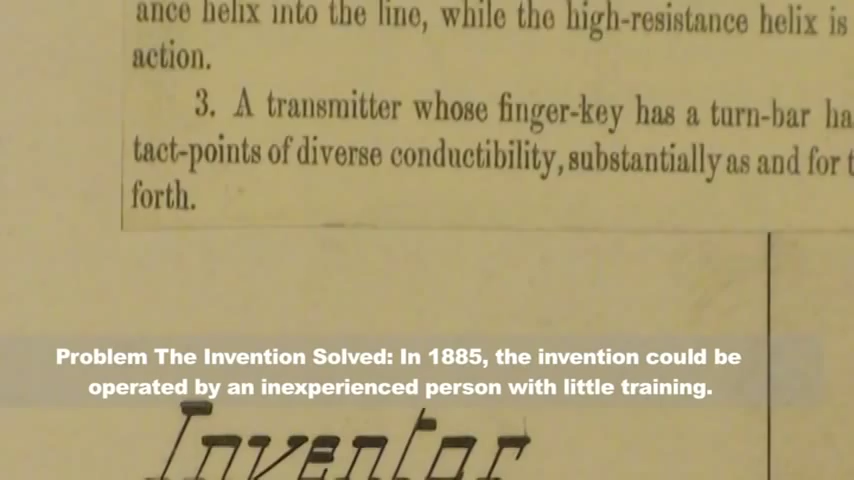 ance helix into the line, while the high-resistance helix is
action.
3. A transmitter whose finger-key has a turn-bar ha
tact-points of diverse conductibility, substantially as and for t
forth.
Problem The Invention Solved: In 1885, the invention could be
operated by an inexperienced person with little training.
Inventor